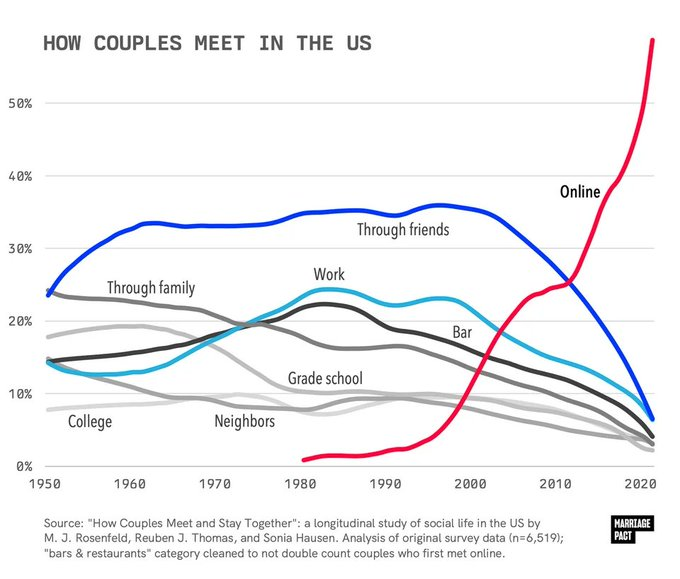 HOW COUPLES MEET IN THE US
50%
40%
Online
30%
Through friends
Through family
Work
20%
Bar
Grade school
10%
College
Neighbors
0%
1950 1960 1970 1980 1990 2000 2010 2020
Source: "How Couples Meet and Stay Together": a longitudinal study of social life in the US by
M. J. Rosenfeld, Reuben J. Thomas, and Sonia Hausen. Analysis of original survey data (n=6,519);
"bars & restaurants" category cleaned to not double count couples who first met online.
MARRIAGE
PACT